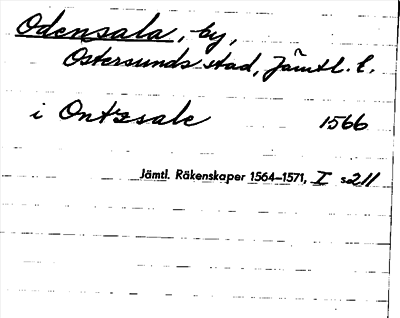 Odensala, by,
Östersunds stad, Jämtl. l.
i Ontzsale 1566
Jämtl. Räkenskaper 1564–1571, I s 211